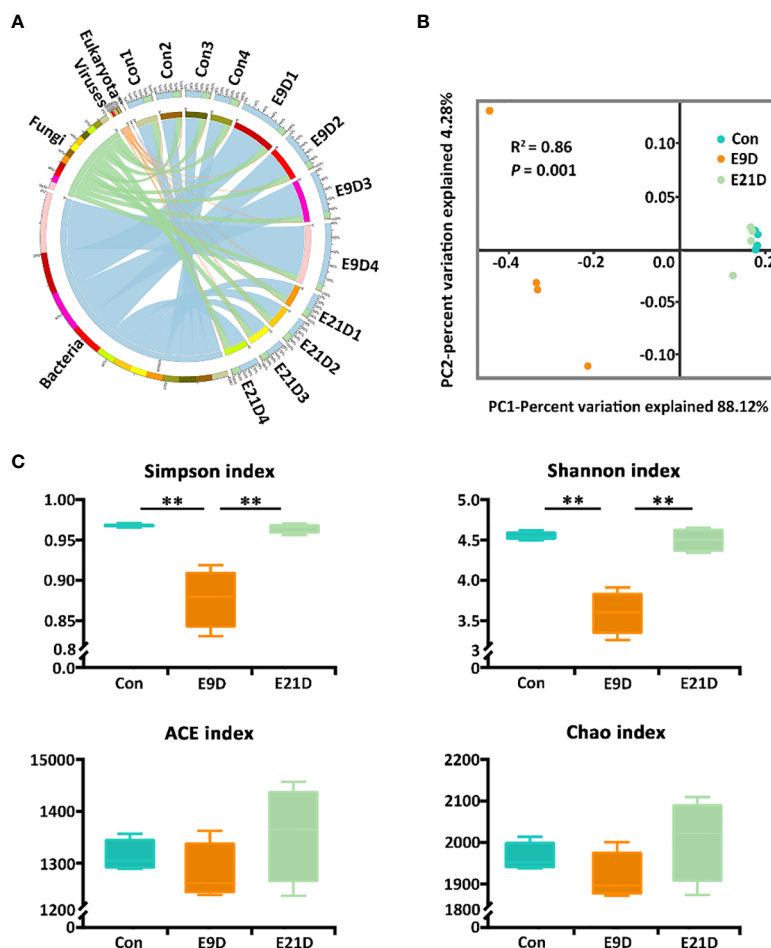 A
Eukaryota
Viruses
Fungi
Bacteria
Con1
Con2
Con3
Con4
E9D1
E9D2
E9D3
E9D4
E21D1
E21D2
E21D3
E21D4
B
PC2-percent variation explained 4.28%
R² = 0.86
P = 0.001
Con
E9D
E21D
0.10
0.05
-0.4 -0.2 0.0 0.2
-0.05
-0.10
PC1-Percent variation explained 88.12%
C
Simpson index
** **
1.00
0.95
0.90
0.85
0.8
0.0
Con E9D E21D
Shannon index
** **
5.0
4.5
4.0
3.5
3
0
Con E9D E21D
ACE index
15000
1400
1300
1200
0
Con E9D E21D
Chao index
2200
2100
2000
1900
1800
0
Con E9D E21D